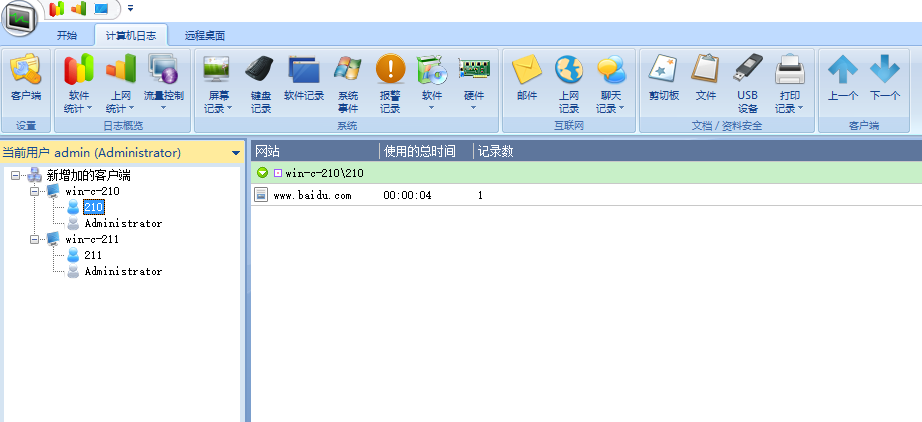 开始 计算机日志 远程桌面
客户端 软件统计 上网统计 流量控制 屏幕记录 键盘记录 软件记录 系统事件 报警记录 软件 硬件 邮件 上网记录 聊天记录 剪切板 文件 USB设备 打印记录 上一个 下一个
设置 日志概览 系统 互联网 文档 / 资料安全 客户端
当前用户 admin (Administrator)
新增加的客户端
win-c-210
210
Administrator
win-c-211
211
Administrator
网站 使用的总时间 记录数
win-c-210\210
www.baidu.com 00:00:04 1